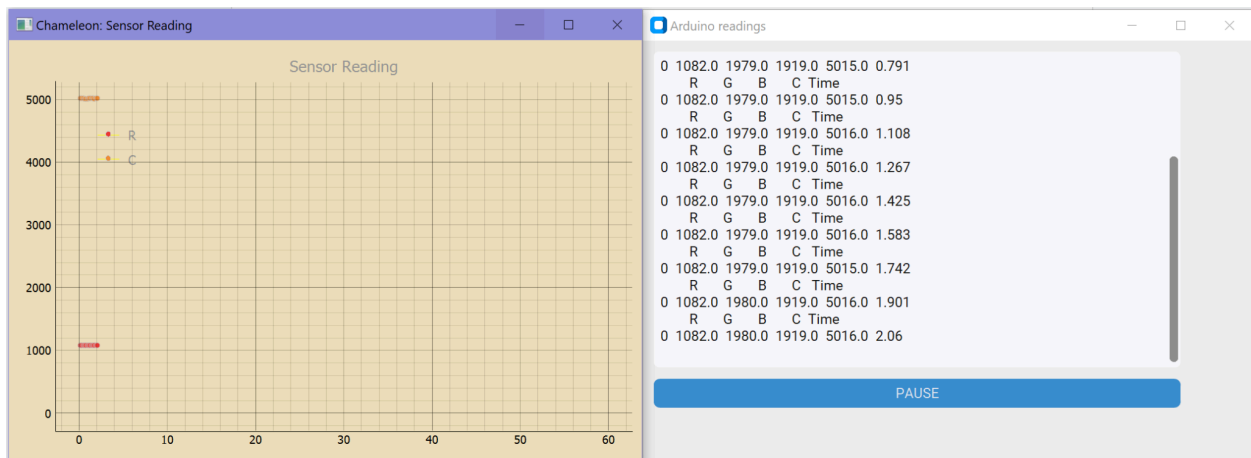 Chameleon: Sensor Reading
Sensor Reading
5000
R
4000
C
3000
2000
1000
0
0 10 20 30 40 50 60
Arduino readings
0 1082.0 1979.0 1919.0 5015.0 0.791
R G B C Time
0 1082.0 1979.0 1919.0 5015.0 0.95
R G B C Time
0 1082.0 1979.0 1919.0 5016.0 1.108
R G B C Time
0 1082.0 1979.0 1919.0 5016.0 1.267
R G B C Time
0 1082.0 1979.0 1919.0 5016.0 1.425
R G B C Time
0 1082.0 1979.0 1919.0 5016.0 1.583
R G B C Time
0 1082.0 1979.0 1919.0 5015.0 1.742
R G B C Time
0 1082.0 1980.0 1919.0 5016.0 1.901
R G B C Time
0 1082.0 1980.0 1919.0 5016.0 2.06
PAUSE